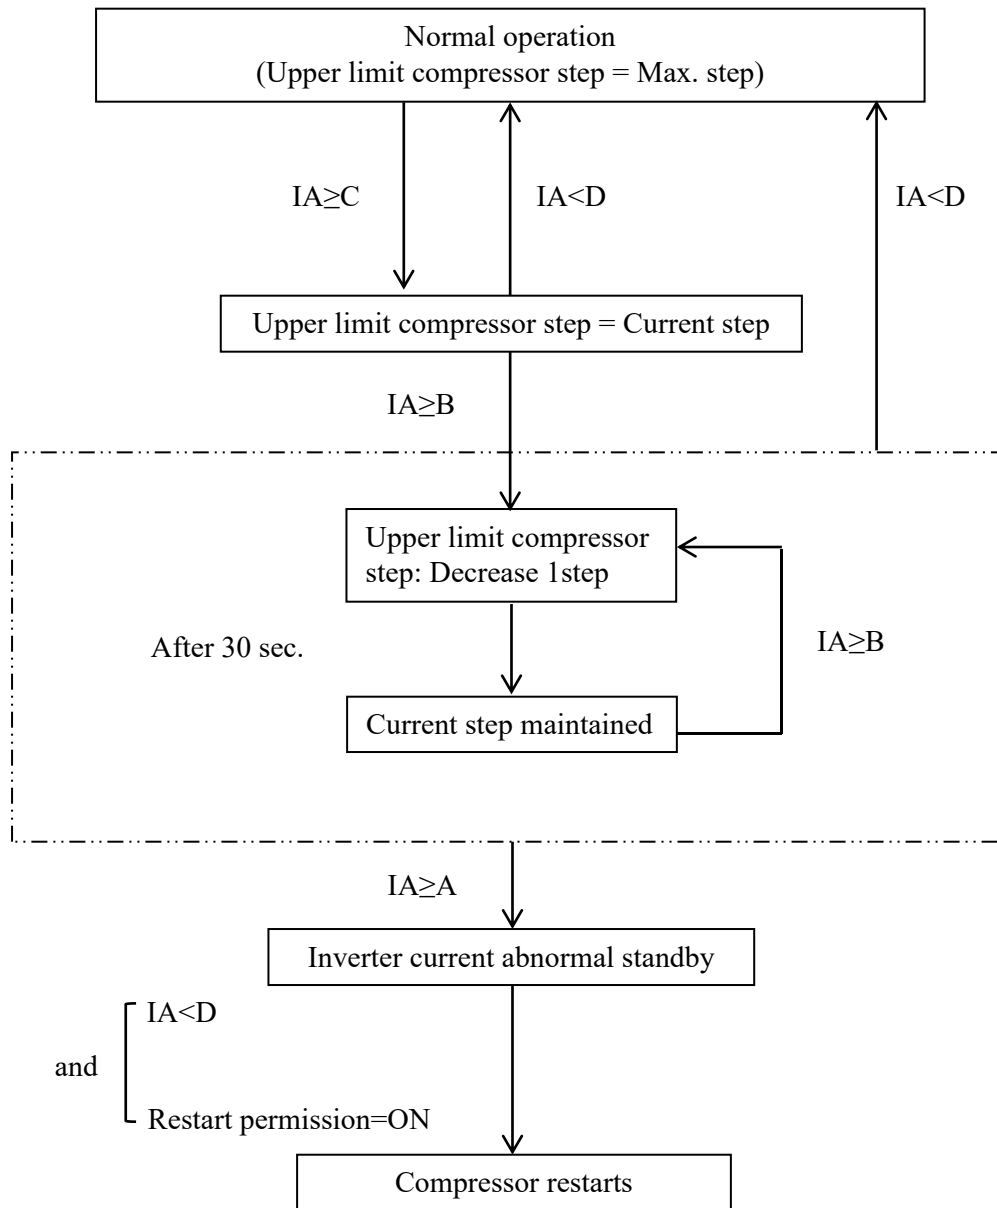 Normal operation
(Upper limit compressor step = Max. step)
IA≥C
IA<D
IA<D
Upper limit compressor step = Current step
IA≥B
Upper limit compressor
step: Decrease 1step
After 30 sec.
IA≥B
Current step maintained
IA≥A
Inverter current abnormal standby
IA<D
and
Restart permission=ON
Compressor restarts